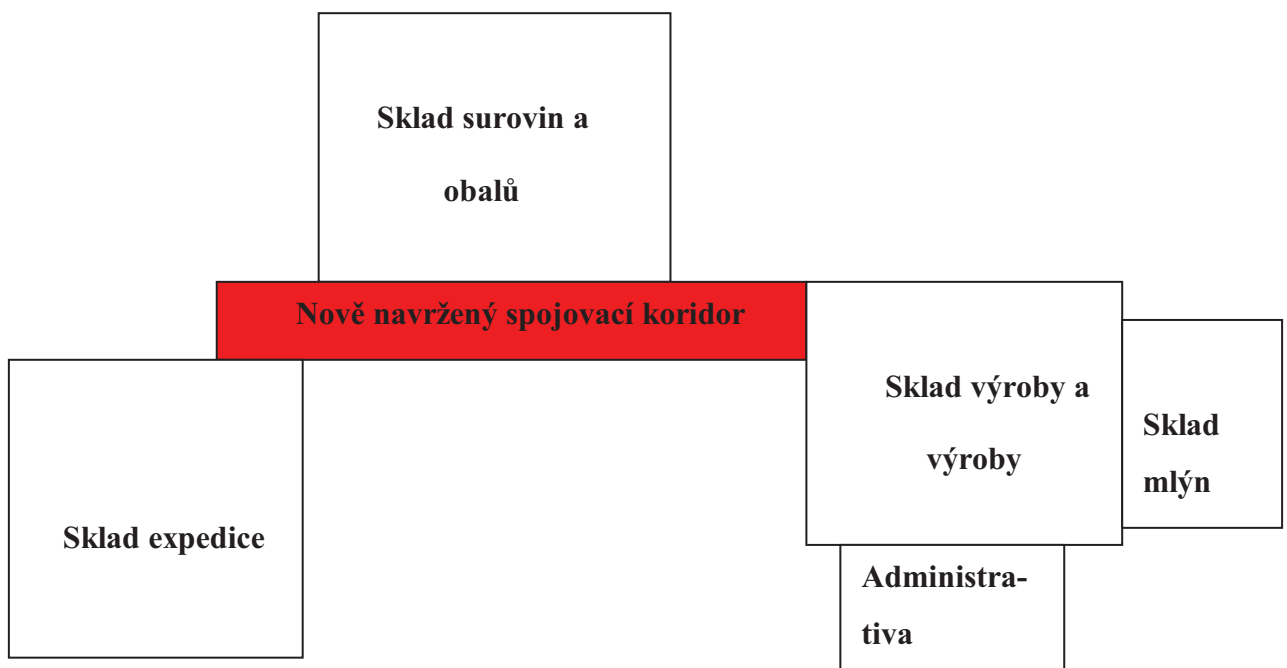 Sklad surovin a
obalů
Nově navržený spojovací koridor
Sklad výroby a
výroby
Sklad
mlýn
Sklad expedice
Administra-
tiva